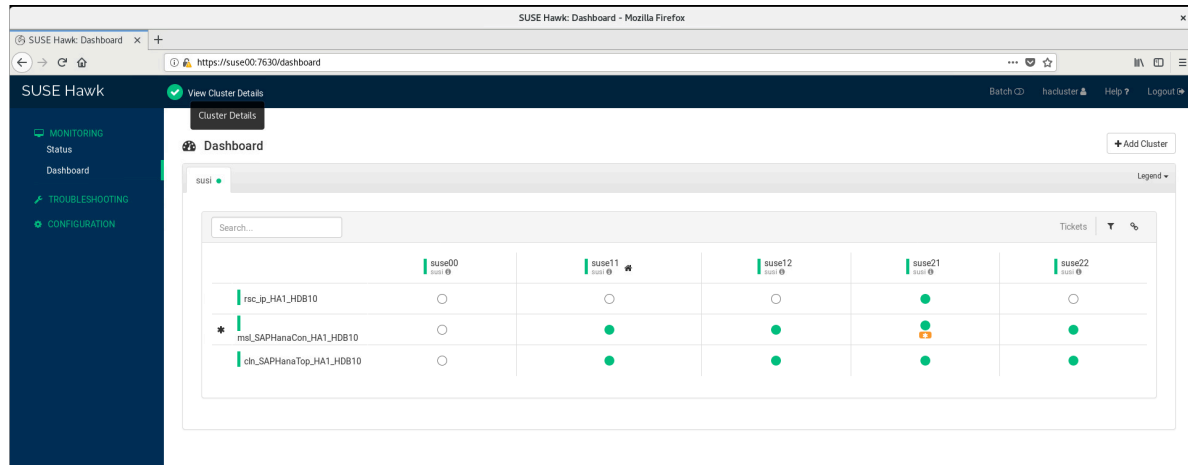 SUSE Hawk: Dashboard - Mozilla Firefox
SUSE Hawk: Dashboard
https://suse00:7630/dashboard
SUSE Hawk
View Cluster Details
Batch
hacluster
Help ?
Logout
Cluster Details
MONITORING
Status
Dashboard
TROUBLESHOOTING
CONFIGURATION
Dashboard
+ Add Cluster
susi
Legend
Search...
Tickets
suse00
susi
suse11
susi
suse12
susi
suse21
susi
suse22
susi
rsc_ip_HA1_HDB10
msl_SAPHanaCon_HA1_HDB10
cln_SAPHanaTop_HA1_HDB10